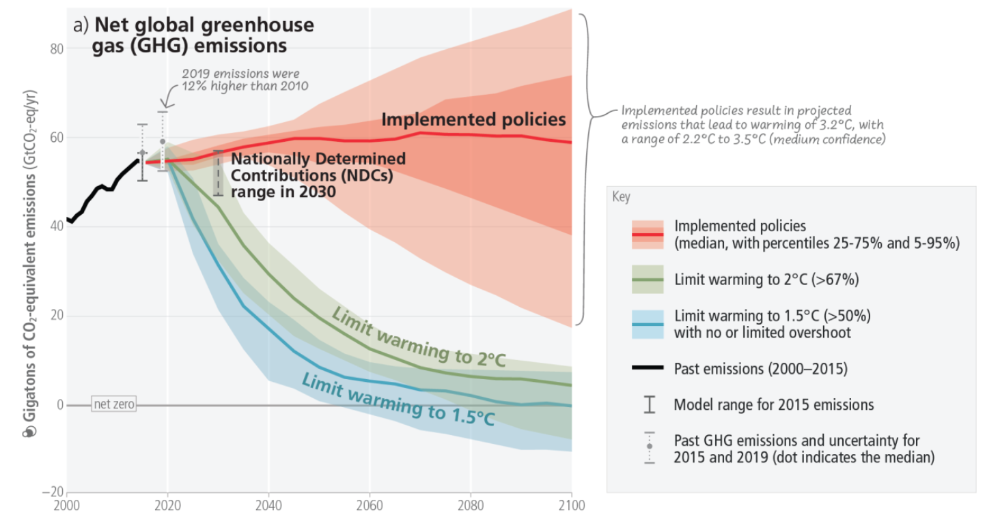 a) Net global greenhouse
gas (GHG) emissions
2019 emissions were
12% higher than 2010
Gigatons of CO₂-equivalent emissions (GtCO₂-eq/yr)
80
60
40
20
0
−20
net zero
2000
2020
2040
2060
2080
2100
Implemented policies
Nationally Determined
Contributions (NDCs)
range in 2030
Limit warming to 2°C
Limit warming to 1.5°C
Implemented policies result in projected
emissions that lead to warming of 3.2°C, with
a range of 2.2°C to 3.5°C (medium confidence)
Key
Implemented policies
(median, with percentiles 25-75% and 5-95%)
Limit warming to 2°C (>67%)
Limit warming to 1.5°C (>50%)
with no or limited overshoot
Past emissions (2000–2015)
Model range for 2015 emissions
Past GHG emissions and uncertainty for
2015 and 2019 (dot indicates the median)